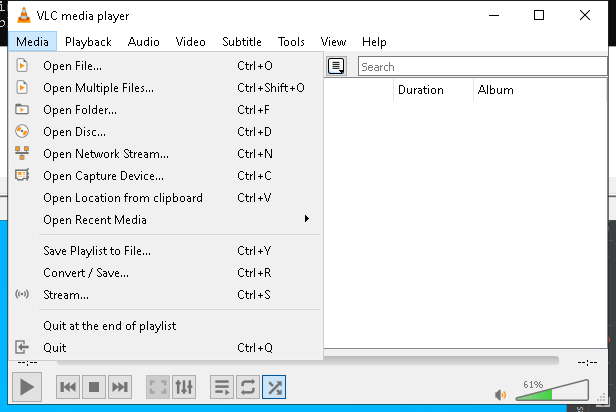 VLC media player
Media Playback Audio Video Subtitle Tools View Help
Open File... Ctrl+O
Open Multiple Files... Ctrl+Shift+O
Open Folder... Ctrl+F
Open Disc... Ctrl+D
Open Network Stream... Ctrl+N
Open Capture Device... Ctrl+C
Open Location from clipboard Ctrl+V
Open Recent Media
Save Playlist to File... Ctrl+Y
Convert / Save... Ctrl+R
Stream... Ctrl+S
Quit at the end of playlist
Quit Ctrl+Q
Search
Duration Album
--:-- --:--
61%